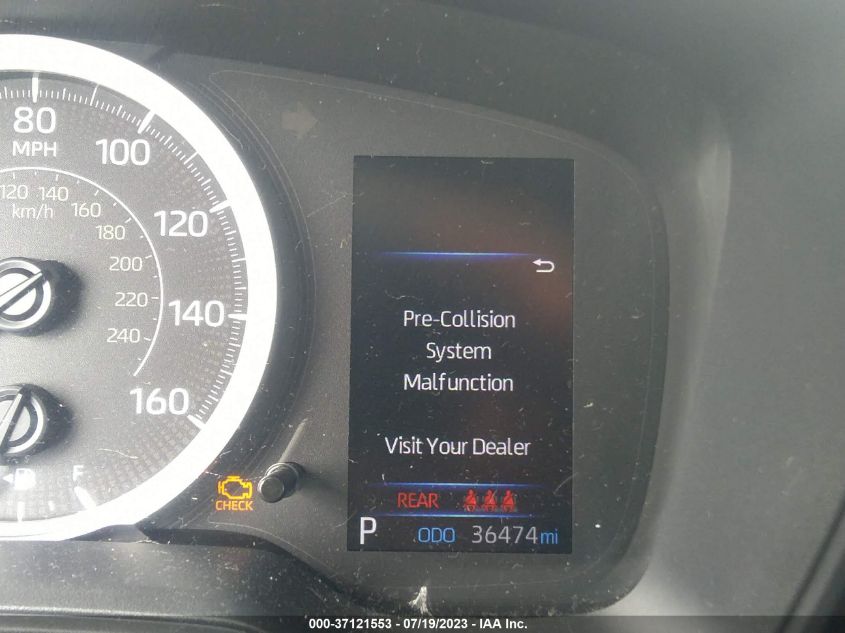 80
MPH
100
120
140
160
120 140
km/h
160
180
200
220
240
F
CHECK
Pre-Collision
System
Malfunction
Visit Your Dealer
REAR
P ODO 36474 mi
000-37121553 - 07/19/2023 - IAA Inc.